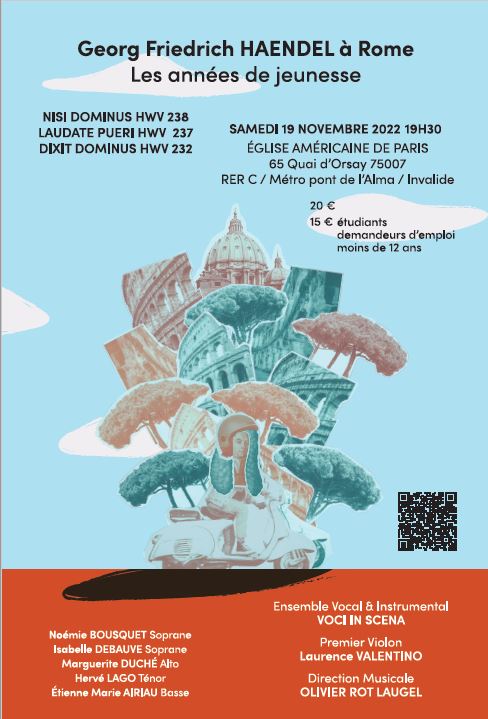 Georg Friedrich HAENDEL à Rome
Les années de jeunesse
NISI DOMINUS HWV 238
LAUDATE PUERI HWV 237
DIXIT DOMINUS HWV 232
SAMEDI 19 NOVEMBRE 2022 19H30
ÉGLISE AMÉRICAINE DE PARIS
65 Quai d'Orsay 75007
RER C / Métro pont de l'Alma / Invalide
20 €
15 € étudiants
demandeurs d'emploi
moins de 12 ans
Noémie BOUSQUET Soprane
Isabelle DEBAUVE Soprane
Marguerite DUCHÉ Alto
Hervé LAGO Ténor
Étienne Marie AIRIAU Basse
Ensemble Vocal & Instrumental
VOCI IN SCENA
Premier Violon
Laurence VALENTINO
Direction Musicale
OLIVIER ROT LAUGEL